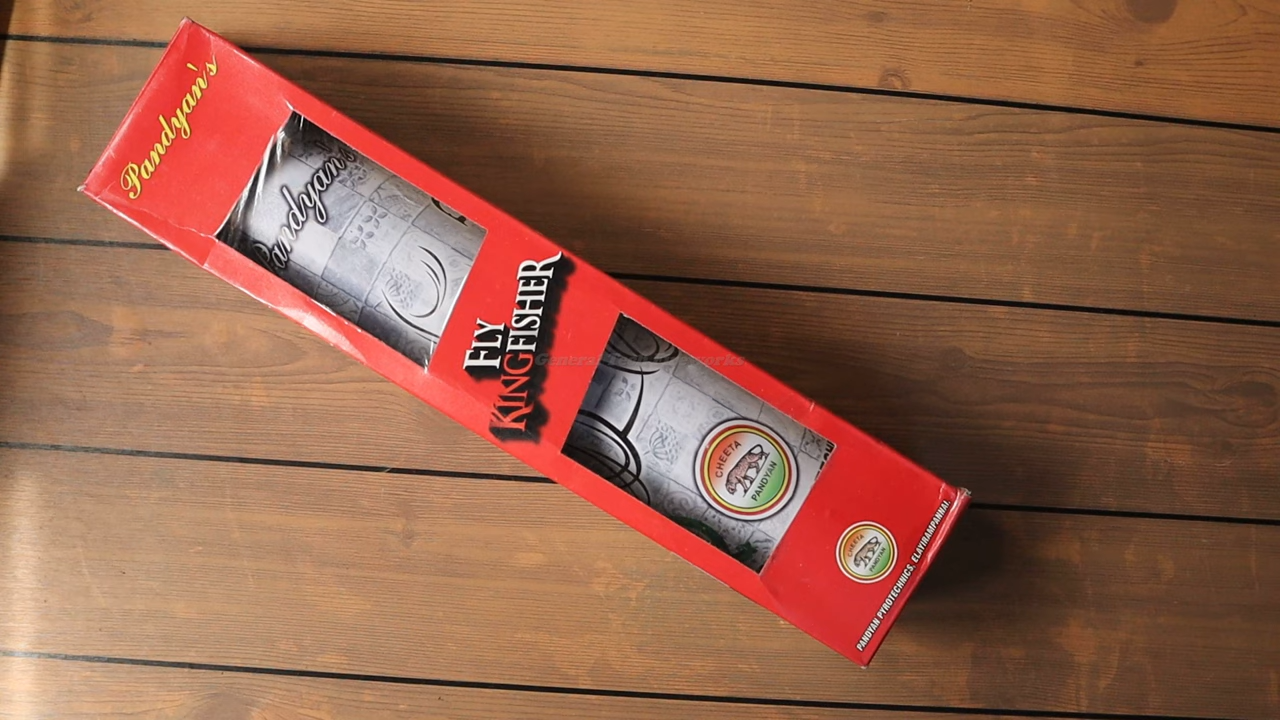 Pandyan's
Pandyan's
FLY
KINGFISHER
CHEETA
PANDYAN
CHEETA
PANDYAN
PANDYAN PYROTECHNICS, ELAYIRAMPANNAI.